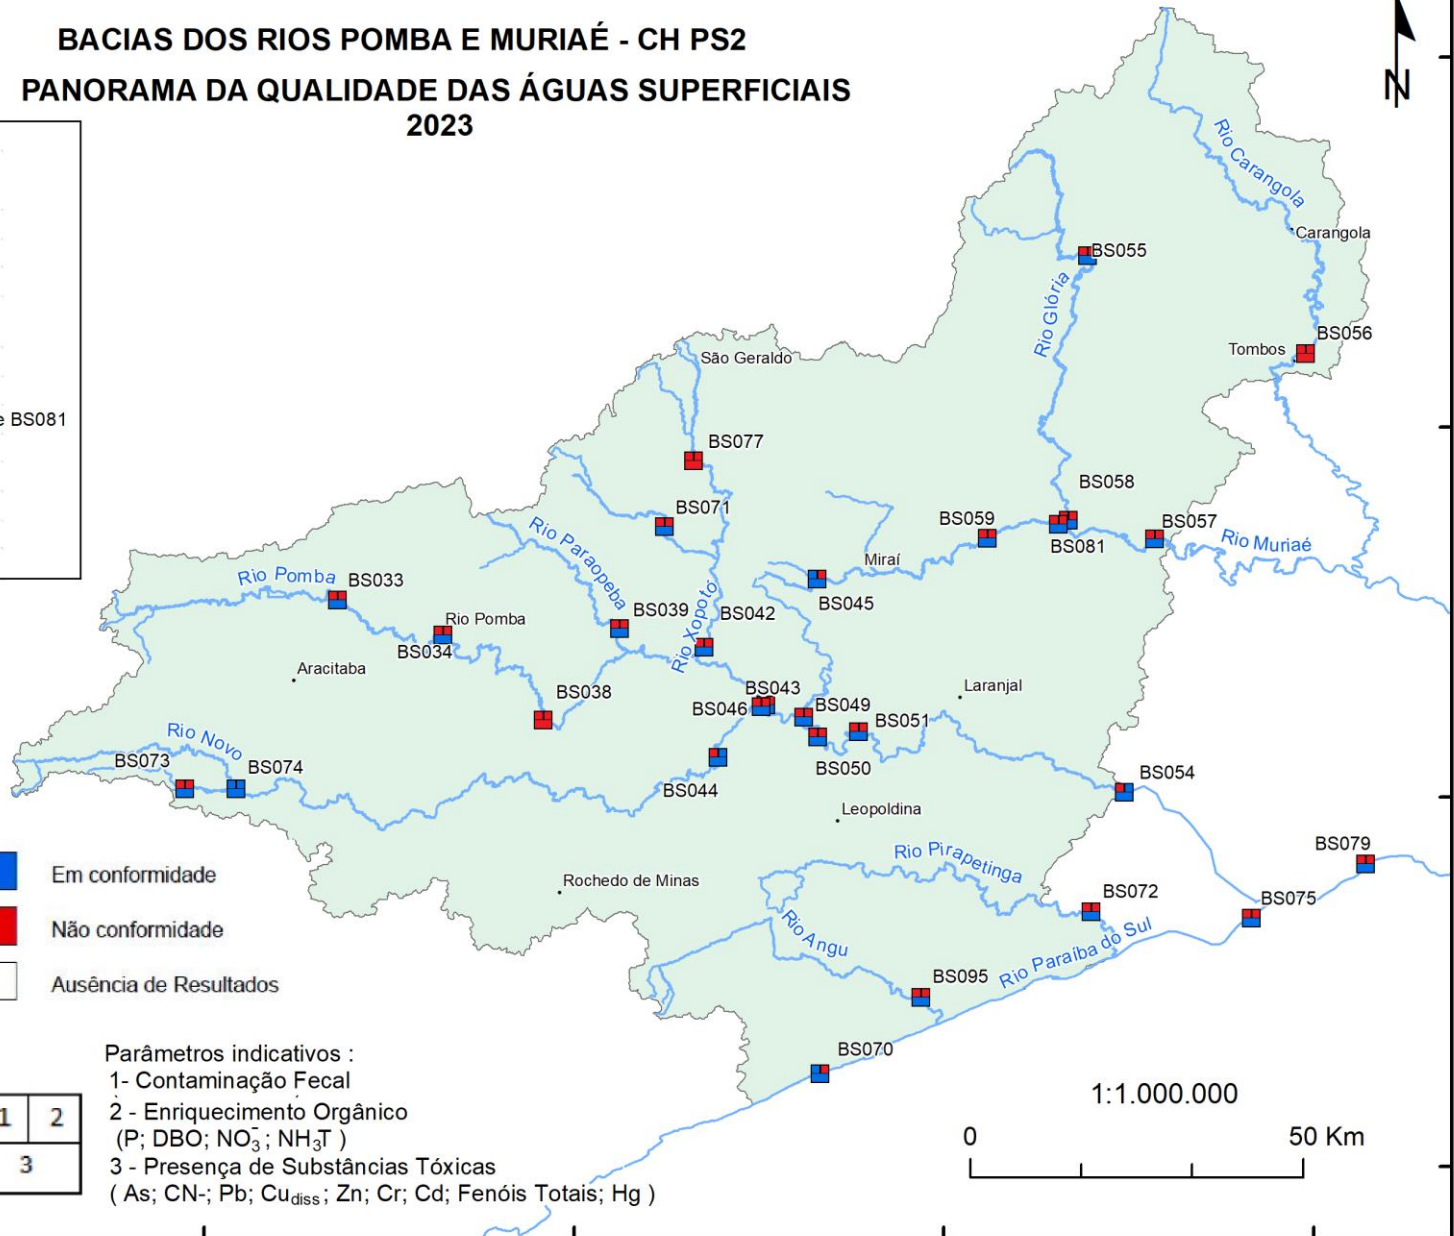 BACIAS DOS RIOS POMBA E MURIAÉ - CH PS2
PANORAMA DA QUALIDADE DAS ÁGUAS SUPERFICIAIS
2023
N
Rio Carangola
Carangola
BS055
Rio Glória
BS056
Tombos
São Geraldo
e BS081
BS077
BS058
BS071
BS059
BS057
Rio Paraopeba
BS081
Rio Muriaé
Miraí
Rio Pomba
BS033
BS045
BS039
BS042
Rio Xopotó
Rio Pomba
BS034
Aracitaba
BS038
BS043
Laranjal
BS046
BS049
BS051
Rio Novo
BS073
BS074
BS050
BS054
BS044
Leopoldina
BS079
Rio Pirapetinga
Em conformidade
Rochedo de Minas
BS072
BS075
Não conformidade
Rio Angu
Rio Paraíba do Sul
Ausência de Resultados
BS095
BS070
Parâmetros indicativos :
1- Contaminação Fecal
2 - Enriquecimento Orgânico
(P; DBO; NO3-; NH3T )
3 - Presença de Substâncias Tóxicas
( As; CN-; Pb; Cudiss; Zn; Cr; Cd; Fenóis Totais; Hg )
1 2
3
1:1.000.000
0 50 Km